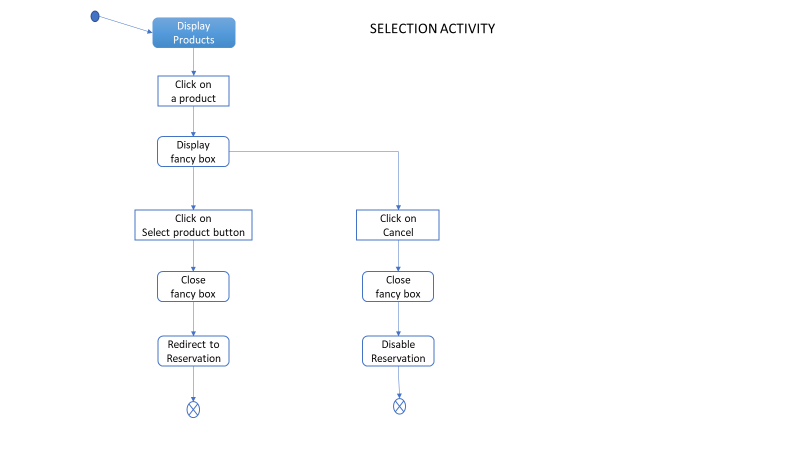 SELECTION ACTIVITY
Display
Products
Click on
a product
Display
fancy box
Click on
Select product button
Click on
Cancel
Close
fancy box
Close
fancy box
Redirect to
Reservation
Disable
Reservation